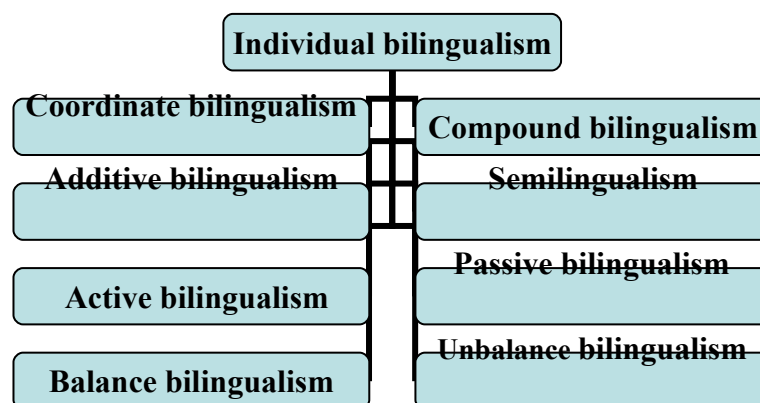 Individual bilingualism
Coordinate bilingualism
Compound bilingualism
Additive bilingualism
Semilingualism
Active bilingualism
Passive bilingualism
Balance bilingualism
Unbalance bilingualism